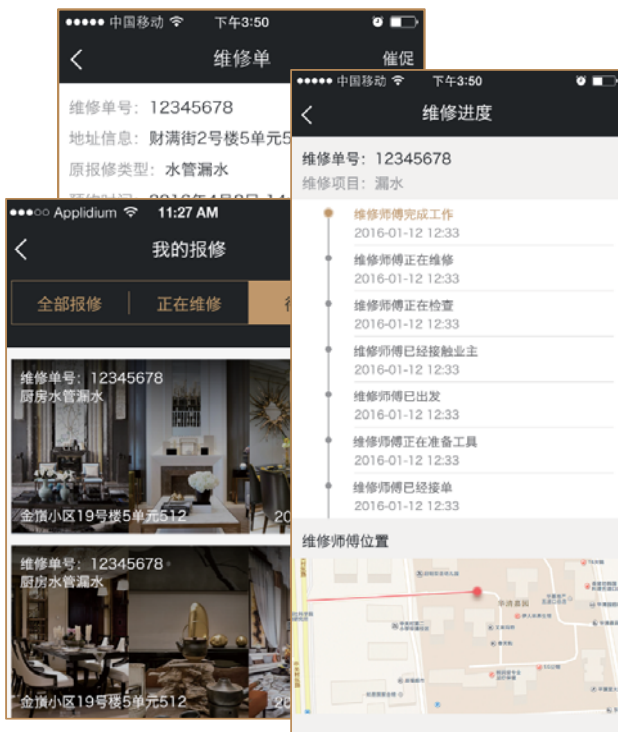 中国移动 下午3:50
维修单 催促
维修单号: 12345678
地址信息: 财满街2号楼5单元5
原报修类型: 水管漏水
Applidium 11:27 AM
我的报修
全部报修 正在维修
维修单号: 12345678
厨房水管漏水
小区19号楼5单元512 20
维修单号: 12345678
厨房水管漏水
小区19号楼5单元512
中国移动 下午3:50
维修进度
维修单号: 12345678
维修项目: 漏水
维修师傅完成工作
2016-01-12 12:33
维修师傅正在维修
2016-01-12 12:33
维修师傅正在检查
2016-01-12 12:33
维修师傅已经接触业主
2016-01-12 12:33
维修师傅已出发
2016-01-12 12:33
维修师傅正在准备工具
2016-01-12 12:33
维修师傅已经接单
2016-01-12 12:33
维修师傅位置
华清嘉园